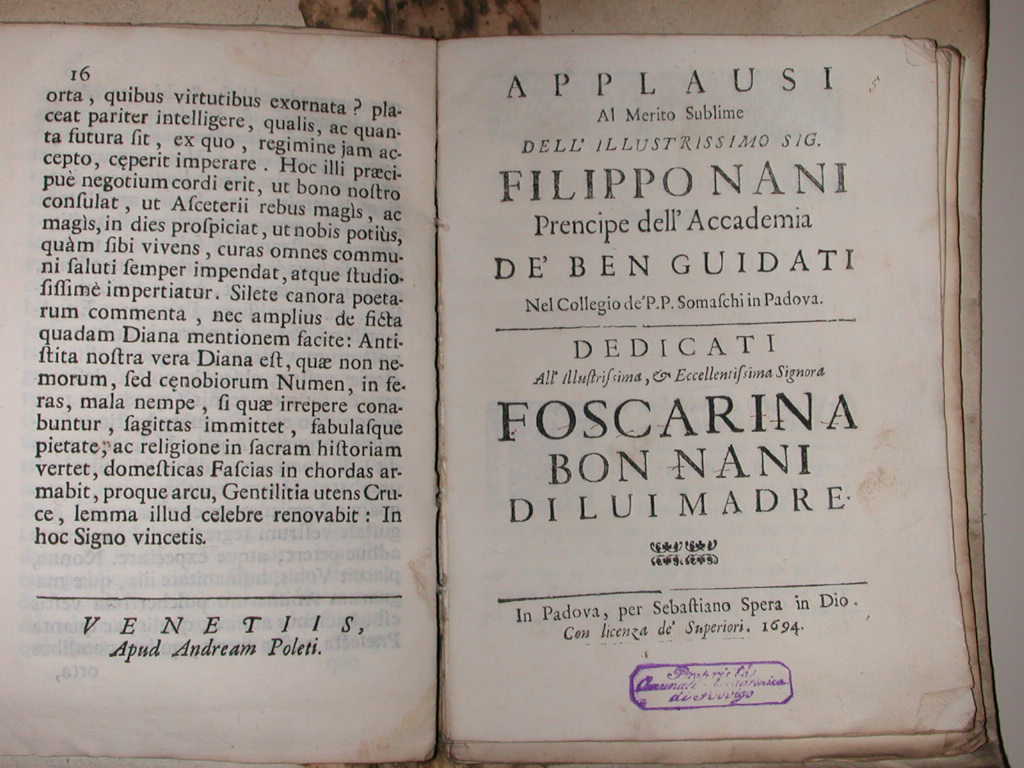 16
orta, quibus virtutibus exornata? pla-
ceat pariter intelligere, qualis, ac quan-
ta futura ſit, ex quo, regimine jam ac-
cepto, cęperit imperare. Hoc illi præci-
puè negotium cordi erit, ut bono noſtro
conſulat, ut Aſceterii rebus magìs, ac
magìs, in dies proſpiciat, ut nobis potiùs,
quàm ſibi vivens, curas omnes commu-
ni ſaluti ſemper impendat, atque ſtudio-
ſiſſimè impertiatur. Silete canora poeta-
rum commenta, nec amplius de ficta
quadam Diana mentionem facite: Anti-
ſtita noſtra vera Diana eſt, quæ non ne-
morum, ſed cęnobiorum Numen, in fe-
ras, mala nempe, ſi quæ irrepere cona-
buntur, ſagittas immittet, fabulaſque
pietate, ac religione in ſacram hiſtoriam
vertet, domeſticas Faſcias in chordas ar-
mabit, proque arcu, Gentilitia utens Cru-
ce, lemma illud celebre renovabit: In
hoc Signo vincetis.
VENETIIS,
Apud Andream Poleti.
APPLAUSI
Al Merito Sublime
DELL' ILLUSTRISSIMO SIG.
FILIPPO NANI
Prencipe dell' Accademia
DE' BEN GUIDATI
Nel Collegio de' P.P. Somaſchi in Padova.
DEDICATI
All' Illuſtriſsima, & Eccellentiſsima Signora
FOSCARINA
BON NANI
DI LUI MADRE.
In Padova, per Sebaſtiano Spera in Dio.
Con licenza de' Superiori. 1694.
Proprietà
di Rovigo